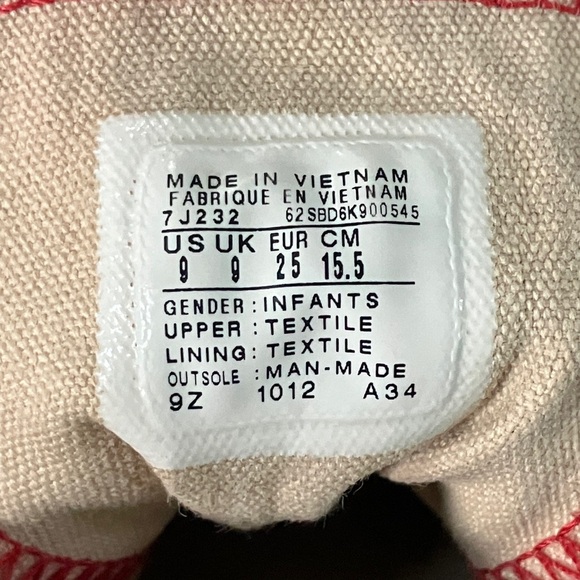 MADE IN VIETNAM
FABRIQUE EN VIETNAM
7J232 62SBD6K900545
US UK EUR CM
9 9 25 15.5
GENDER : INFANTS
UPPER : TEXTILE
LINING: TEXTILE
OUTSOLE : MAN-MADE
9Z 1012 A34